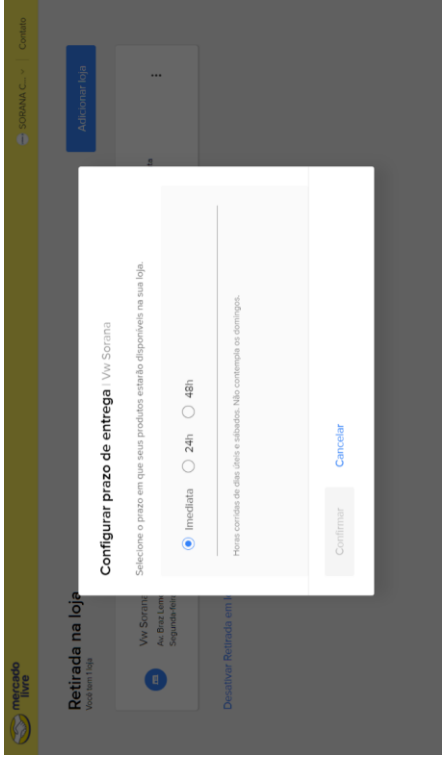 mercado
livre
SORANA C...
Contato
Retirada na loja
Você tem 1 loja
Adicionar loja
Vw Sorana
Av. Braz Leme
Segunda-feira
Desativar Retirada em
Configurar prazo de entrega | Vw Sorana
Selecione o prazo em que seus produtos estarão disponíveis na sua loja.
Imediata 24h 48h
Horas corridas de dias úteis e sábados. Não contempla os domingos.
Confirmar Cancelar